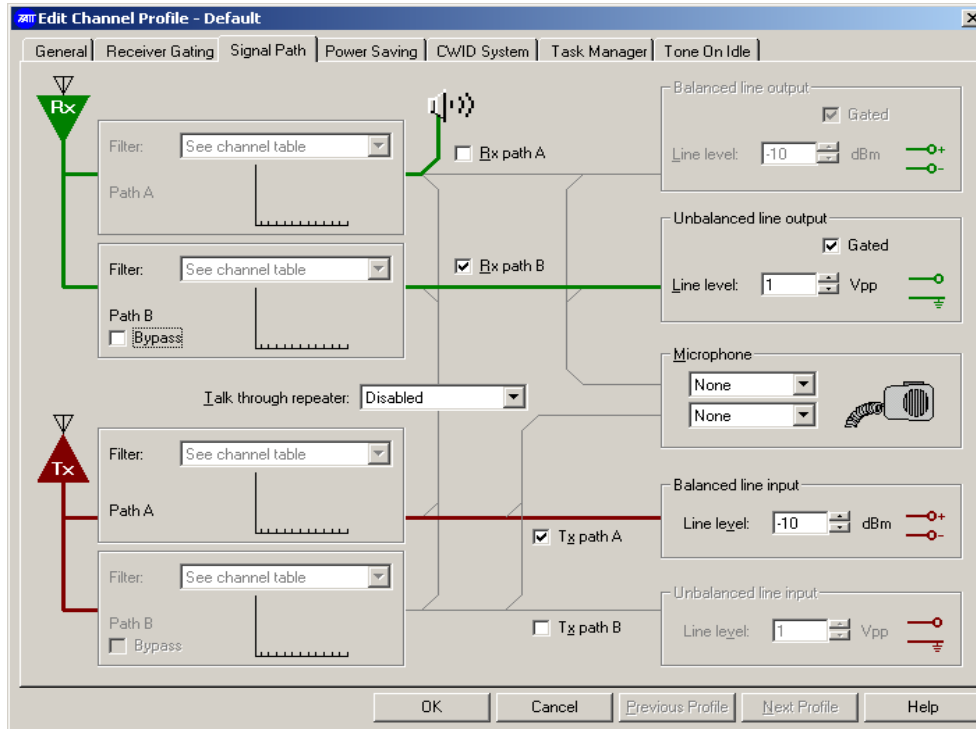 TAIT Edit Channel Profile - Default
General Receiver Gating Signal Path Power Saving CWID System Task Manager Tone On Idle
Rx
Filter: See channel table
Path A
Rx path A
Balanced line output
Gated
Line level: -10 dBm
Filter: See channel table
Path B
Bypass
Rx path B
Unbalanced line output
Gated
Line level: 1 Vpp
Microphone
None
None
Talk through repeater: Disabled
Tx
Filter: See channel table
Path A
Tx path A
Balanced line input
Line level: -10 dBm
Filter: See channel table
Path B
Bypass
Tx path B
Unbalanced line input
Line level: 1 Vpp
OK Cancel Previous Profile Next Profile Help